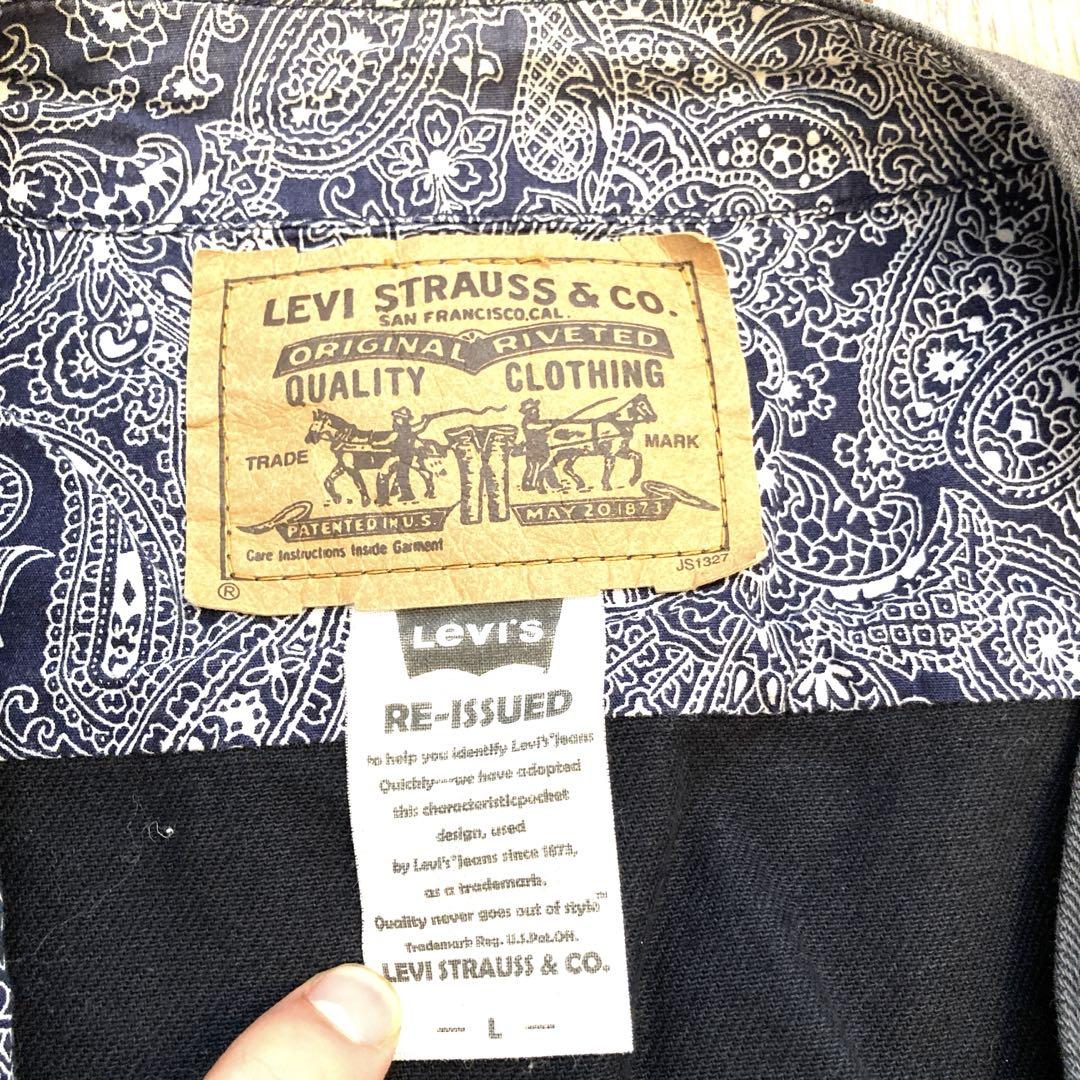 LEVI STRAUSS & CO.
SAN FRANCISCO, CAL.
ORIGINAL RIVETED
QUALITY CLOTHING
TRADE MARK
PATENTED IN U.S. MAY 20.1873
Care Instructions Inside Garment
JS1327
®
Levi's
RE-ISSUED
to help you identify Levi's® jeans
Quickly----we have adopted
this characteristicpocket
design, used
by Levi's® jeans since 1873,
as a trademark.
Quality never goes out of style™
Trademark Reg. U.S.Pat.Off.
LEVI STRAUSS & CO.
— L —